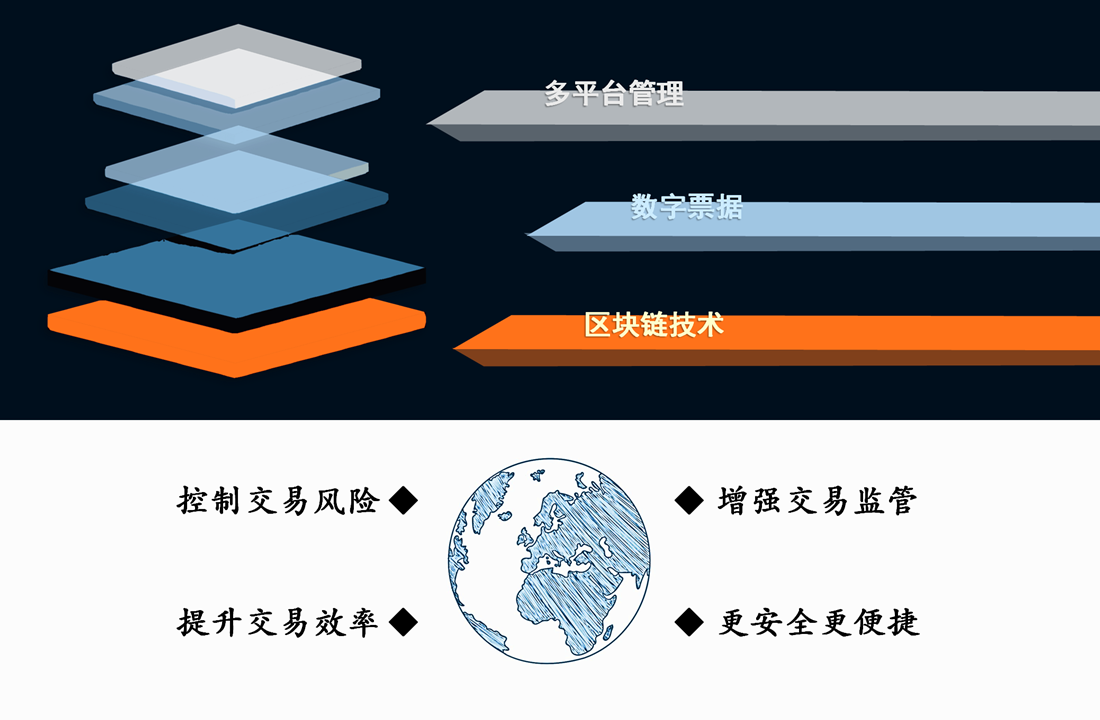 多平台管理
数字票据
区块链技术
控制交易风险
增强交易监管
提升交易效率
更安全更便捷